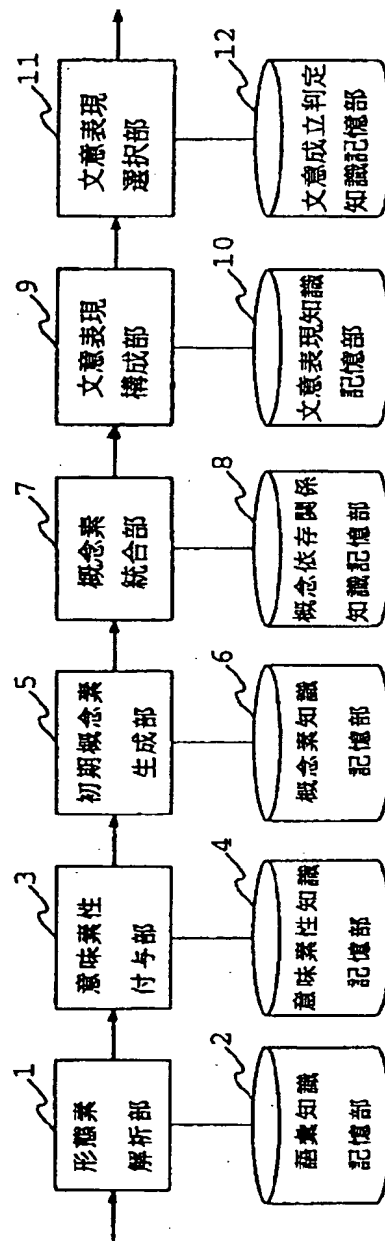 1
形態素
解析部
2
語彙知識
記憶部
3
意味素性
付与部
4
意味素性知識
記憶部
5
初期概念素
生成部
6
概念素知識
記憶部
7
概念素
統合部
8
概念依存関係
知識記憶部
9
文意表現
構成部
10
文意表現知識
記憶部
11
文意表現
選択部
12
文意成立判定
知識記憶部